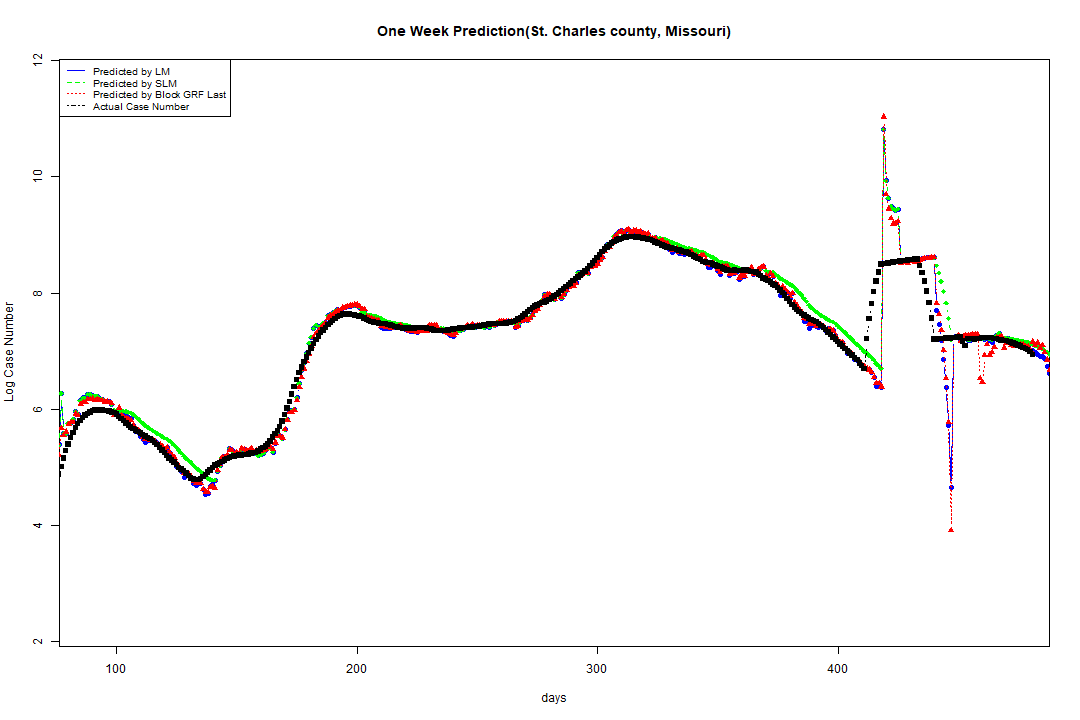 One Week Prediction(St. Charles county, Missouri)
Predicted by LM
Predicted by SLM
Predicted by Block GRF Last
Actual Case Number
12
10
8
6
4
2
Log Case Number
100 200 300 400
days